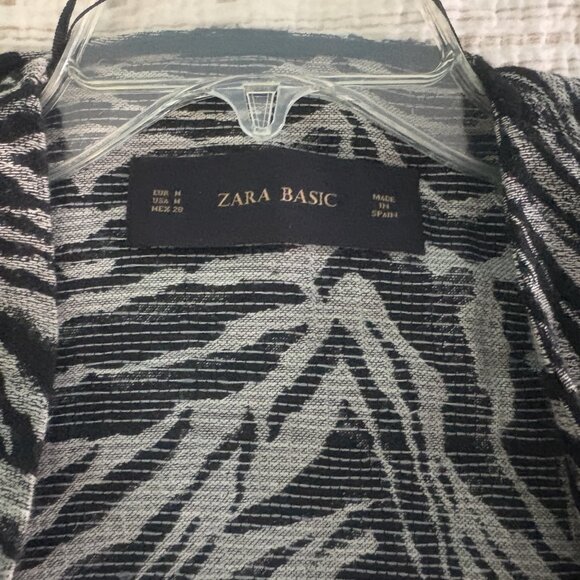 EUR M
USA M
MEX 28
ZARA BASIC
MADE
IN
SPAIN